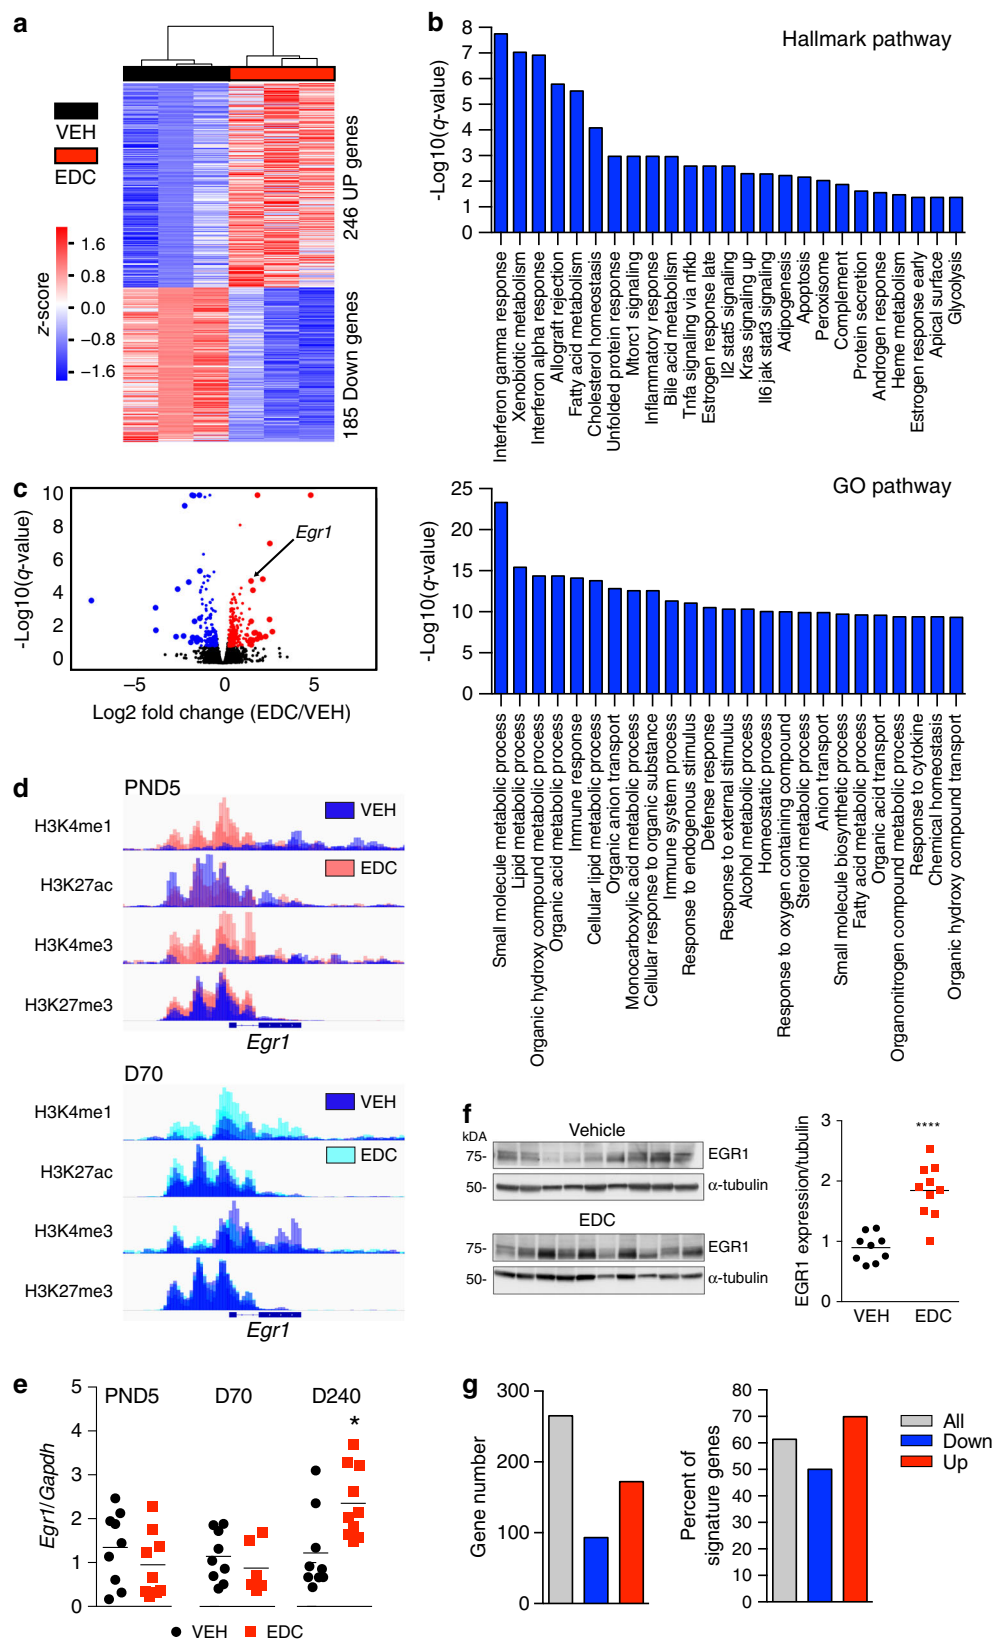 a
VEH
EDC
z-score
1.6
0.8
0.0
−0.8
−1.6
246 UP genes
185 Down genes
b
Hallmark pathway
-Log10(q-value)
8
7
6
5
4
3
2
1
0
Interferon gamma response
Xenobiotic metabolism
Interferon alpha response
Allograft rejection
Fatty acid metabolism
Cholesterol homeostasis
Unfolded protein response
Mtorc1 signaling
Inflammatory response
Bile acid metabolism
Tnfa signaling via nfkb
Estrogen response late
Il2 stat5 signaling
Kras signaling up
Il6 jak stat3 signaling
Adipogenesis
Apoptosis
Peroxisome
Complement
Protein secretion
Androgen response
Heme metabolism
Estrogen response early
Apical surface
Glycolysis
GO pathway
-Log10(q-value)
25
20
15
10
5
0
Small molecule metabolic process
Lipid metabolic process
Organic hydroxy compound metabolic process
Organic acid metabolic process
Immune response
Cellular lipid metabolic process
Organic anion transport
Monocarboxylic acid metabolic process
Cellular response to organic substance
Immune system process
Response to endogenous stimulus
Defense response
Response to external stimulus
Alcohol metabolic process
Homeostatic process
Response to oxygen containing compound
Steroid metabolic process
Anion transport
Small molecule biosynthetic process
Fatty acid metabolic process
Organic acid transport
Organonitrogen compound metabolic process
Response to cytokine
Chemical homeostasis
Organic hydroxy compound transport
c
-Log10(q-value)
10
8
6
4
2
0
Egr1
−5
0
5
Log2 fold change (EDC/VEH)
d
PND5
VEH
EDC
H3K4me1
H3K27ac
H3K4me3
H3K27me3
Egr1
D70
VEH
EDC
H3K4me1
H3K27ac
H3K4me3
H3K27me3
Egr1
e
Egr1/Gapdh
5
4
3
2
1
0
PND5
D70
D240
*
VEH
EDC
f
kDA
Vehicle
75-
EGR1
50-
α-tubulin
EDC
75-
EGR1
50-
α-tubulin
EGR1 expression/tubulin
3
2
1
0
****
VEH
EDC
g
Gene number
300
200
100
0
Percent of
signature genes
80
70
60
50
40
30
20
10
0
All
Down
Up